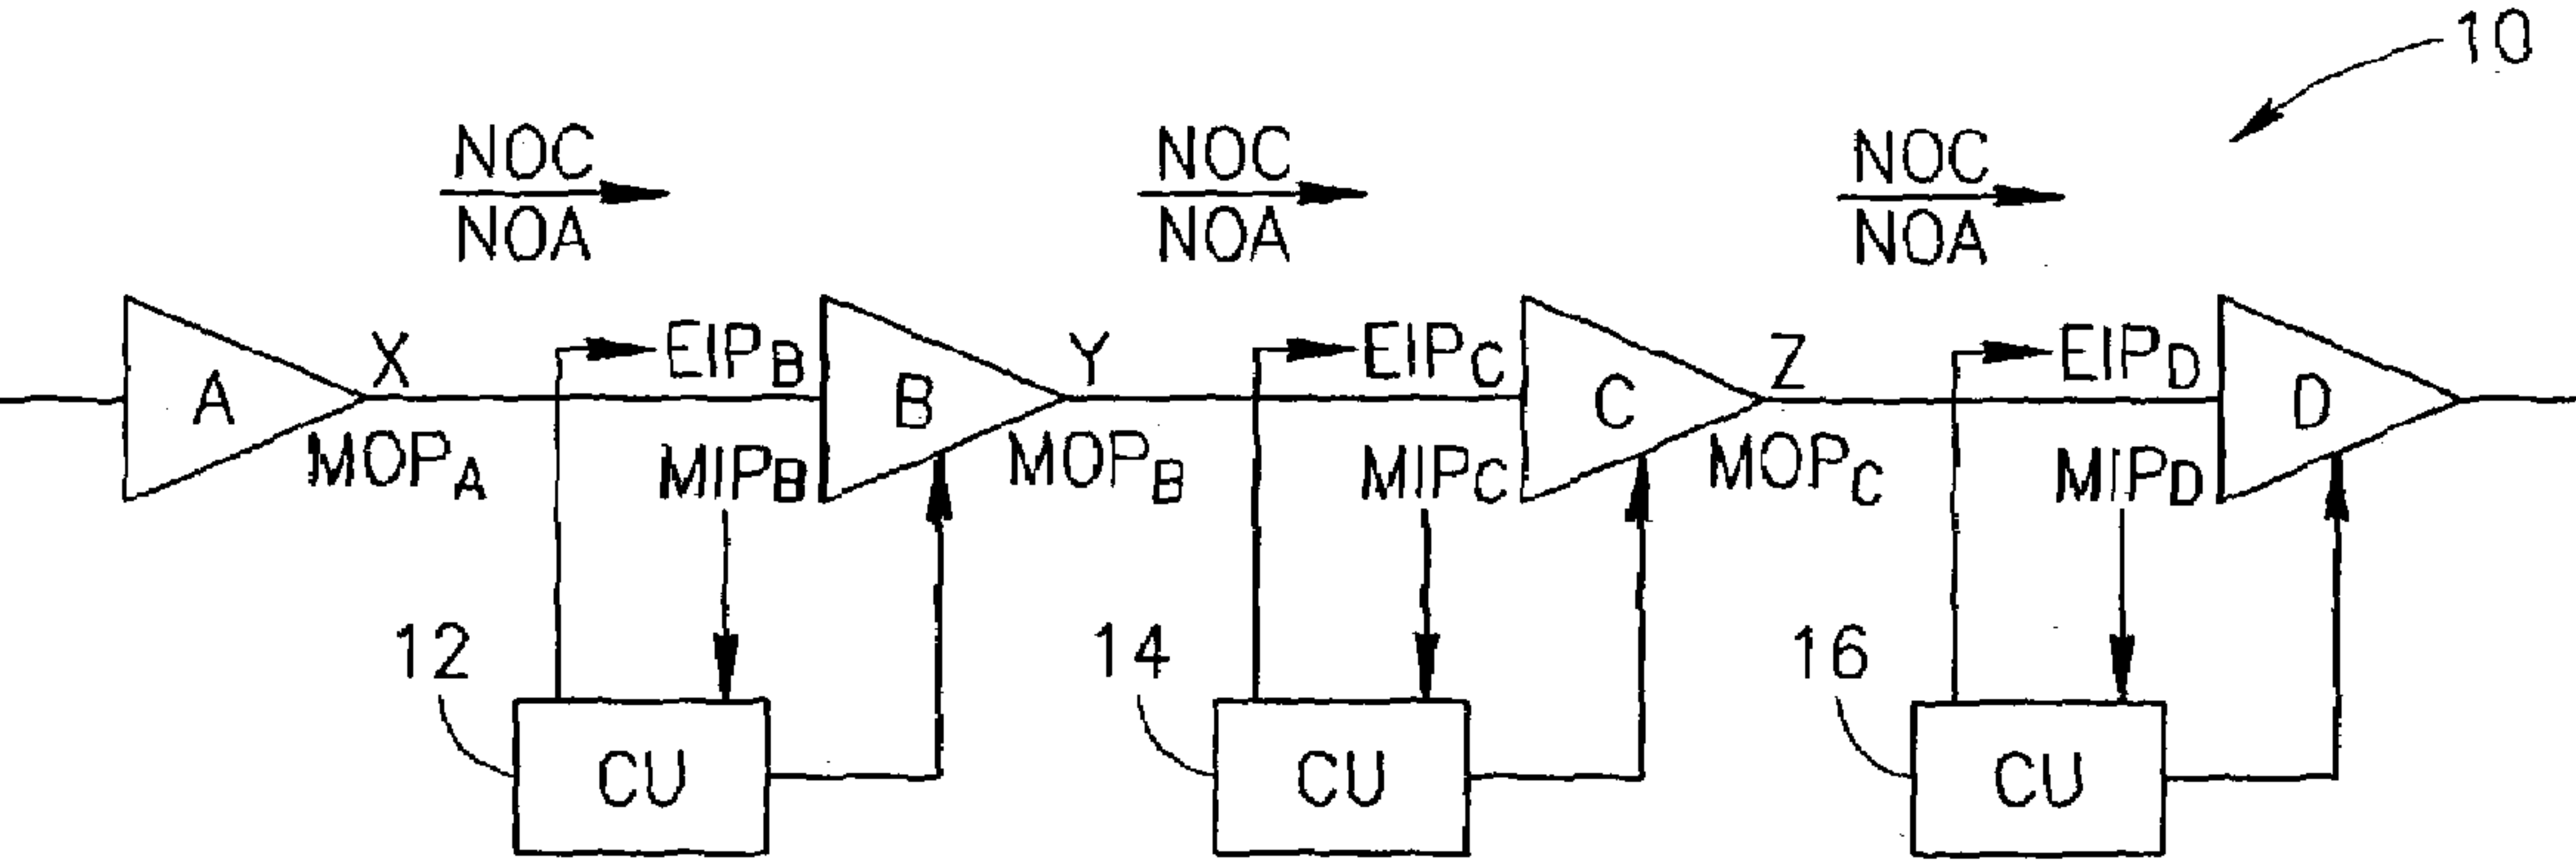 10
NOC NOC NOC
NOA NOA NOA
X EIPB Y EIPC Z EIPD
A B C D
MOPA MIPB MOPB MIPC MOPC MIPD
12 14 16
CU CU CU